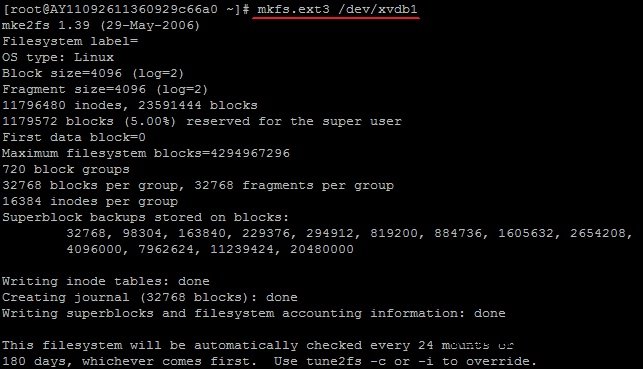 [root@AY11092611360929c66a0 ~]# mkfs.ext3 /dev/xvdb1
mke2fs 1.39 (29-May-2006)
Filesystem label=
OS type: Linux
Block size=4096 (log=2)
Fragment size=4096 (log=2)
11796480 inodes, 23591444 blocks
1179572 blocks (5.00%) reserved for the super user
First data block=0
Maximum filesystem blocks=4294967296
720 block groups
32768 blocks per group, 32768 fragments per group
16384 inodes per group
Superblock backups stored on blocks:
32768, 98304, 163840, 229376, 294912, 819200, 884736, 1605632, 2654208,
4096000, 7962624, 11239424, 20480000
Writing inode tables: done
Creating journal (32768 blocks): done
Writing superblocks and filesystem accounting information: done
This filesystem will be automatically checked every 24 mounts or
180 days, whichever comes first.  Use tune2fs -c or -i to override.